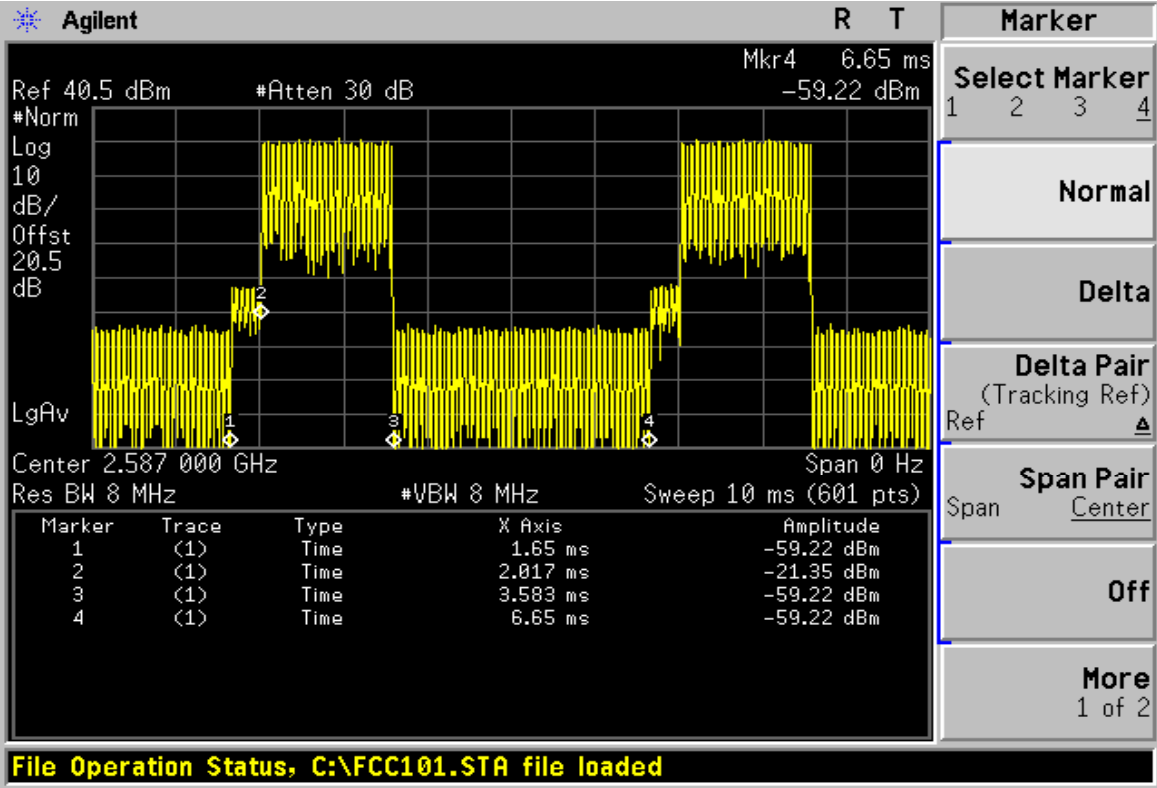 Agilent R T
Mkr4 6.65 ms
Ref 40.5 dBm #Atten 30 dB -59.22 dBm
#Norm
Log
10
dB/
Offst
20.5
dB
LgAv
2
1 3 4
Center 2.587 000 GHz Span 0 Hz
Res BW 8 MHz #VBW 8 MHz Sweep 10 ms (601 pts)
Marker Trace Type X Axis Amplitude
1 (1) Time 1.65 ms -59.22 dBm
2 (1) Time 2.017 ms -21.35 dBm
3 (1) Time 3.583 ms -59.22 dBm
4 (1) Time 6.65 ms -59.22 dBm
File Operation Status, C:\FCC101.STA file loaded
Marker
Select Marker
1 2 3 4
Normal
Delta
Delta Pair
(Tracking Ref)
Ref Δ
Span Pair
Span Center
Off
More
1 of 2